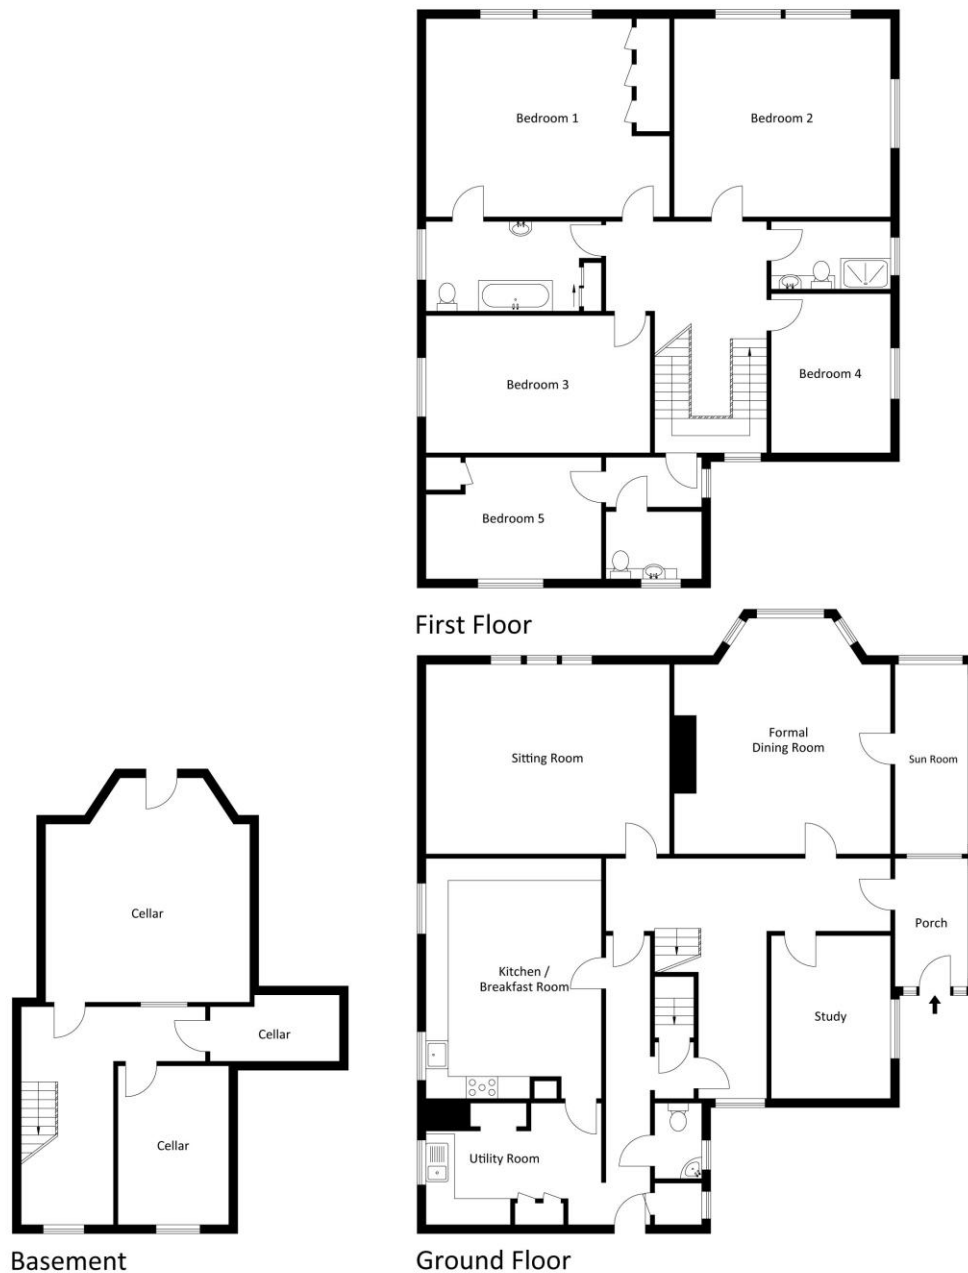 Bedroom 1
Bedroom 2
Bedroom 3
Bedroom 4
Bedroom 5
First Floor
Sitting Room
Formal
Dining Room
Sun Room
Kitchen /
Breakfast Room
Porch
Study
Utility Room
Ground Floor
Cellar
Cellar
Cellar
Basement